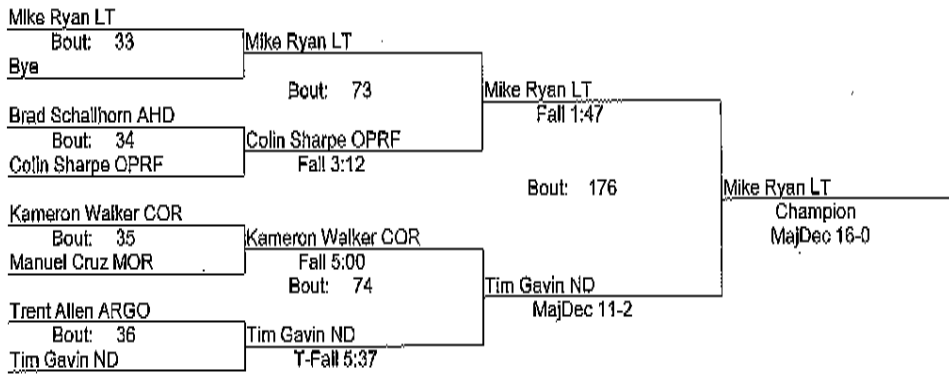 Mike Ryan LT
Bout: 33
Bye
Brad Schallhorn AHD
Bout: 34
Colin Sharpe OPRF
Kameron Walker COR
Bout: 35
Manuel Cruz MOR
Trent Allen ARGO
Bout: 36
Tim Gavin ND
Mike Ryan LT
Bout: 73
Colin Sharpe OPRF
Fall 3:12
Kameron Walker COR
Fall 5:00
Bout: 74
Tim Gavin ND
T-Fall 5:37
Mike Ryan LT
Fall 1:47
Bout: 176
Tim Gavin ND
MajDec 11-2
Mike Ryan LT
Champion
MajDec 16-0